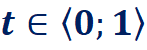 t ∈ ⟨0; 1⟩